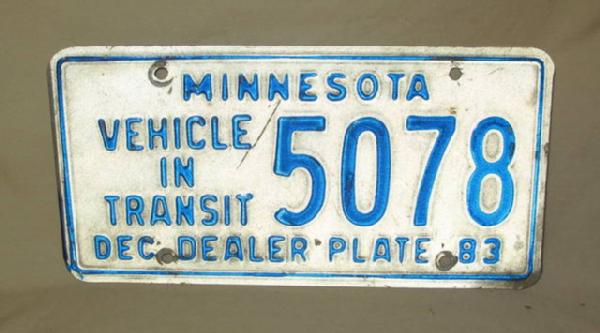 MINNESOTA
VEHICLE
IN
TRANSIT
5078
DEC DEALER PLATE 83